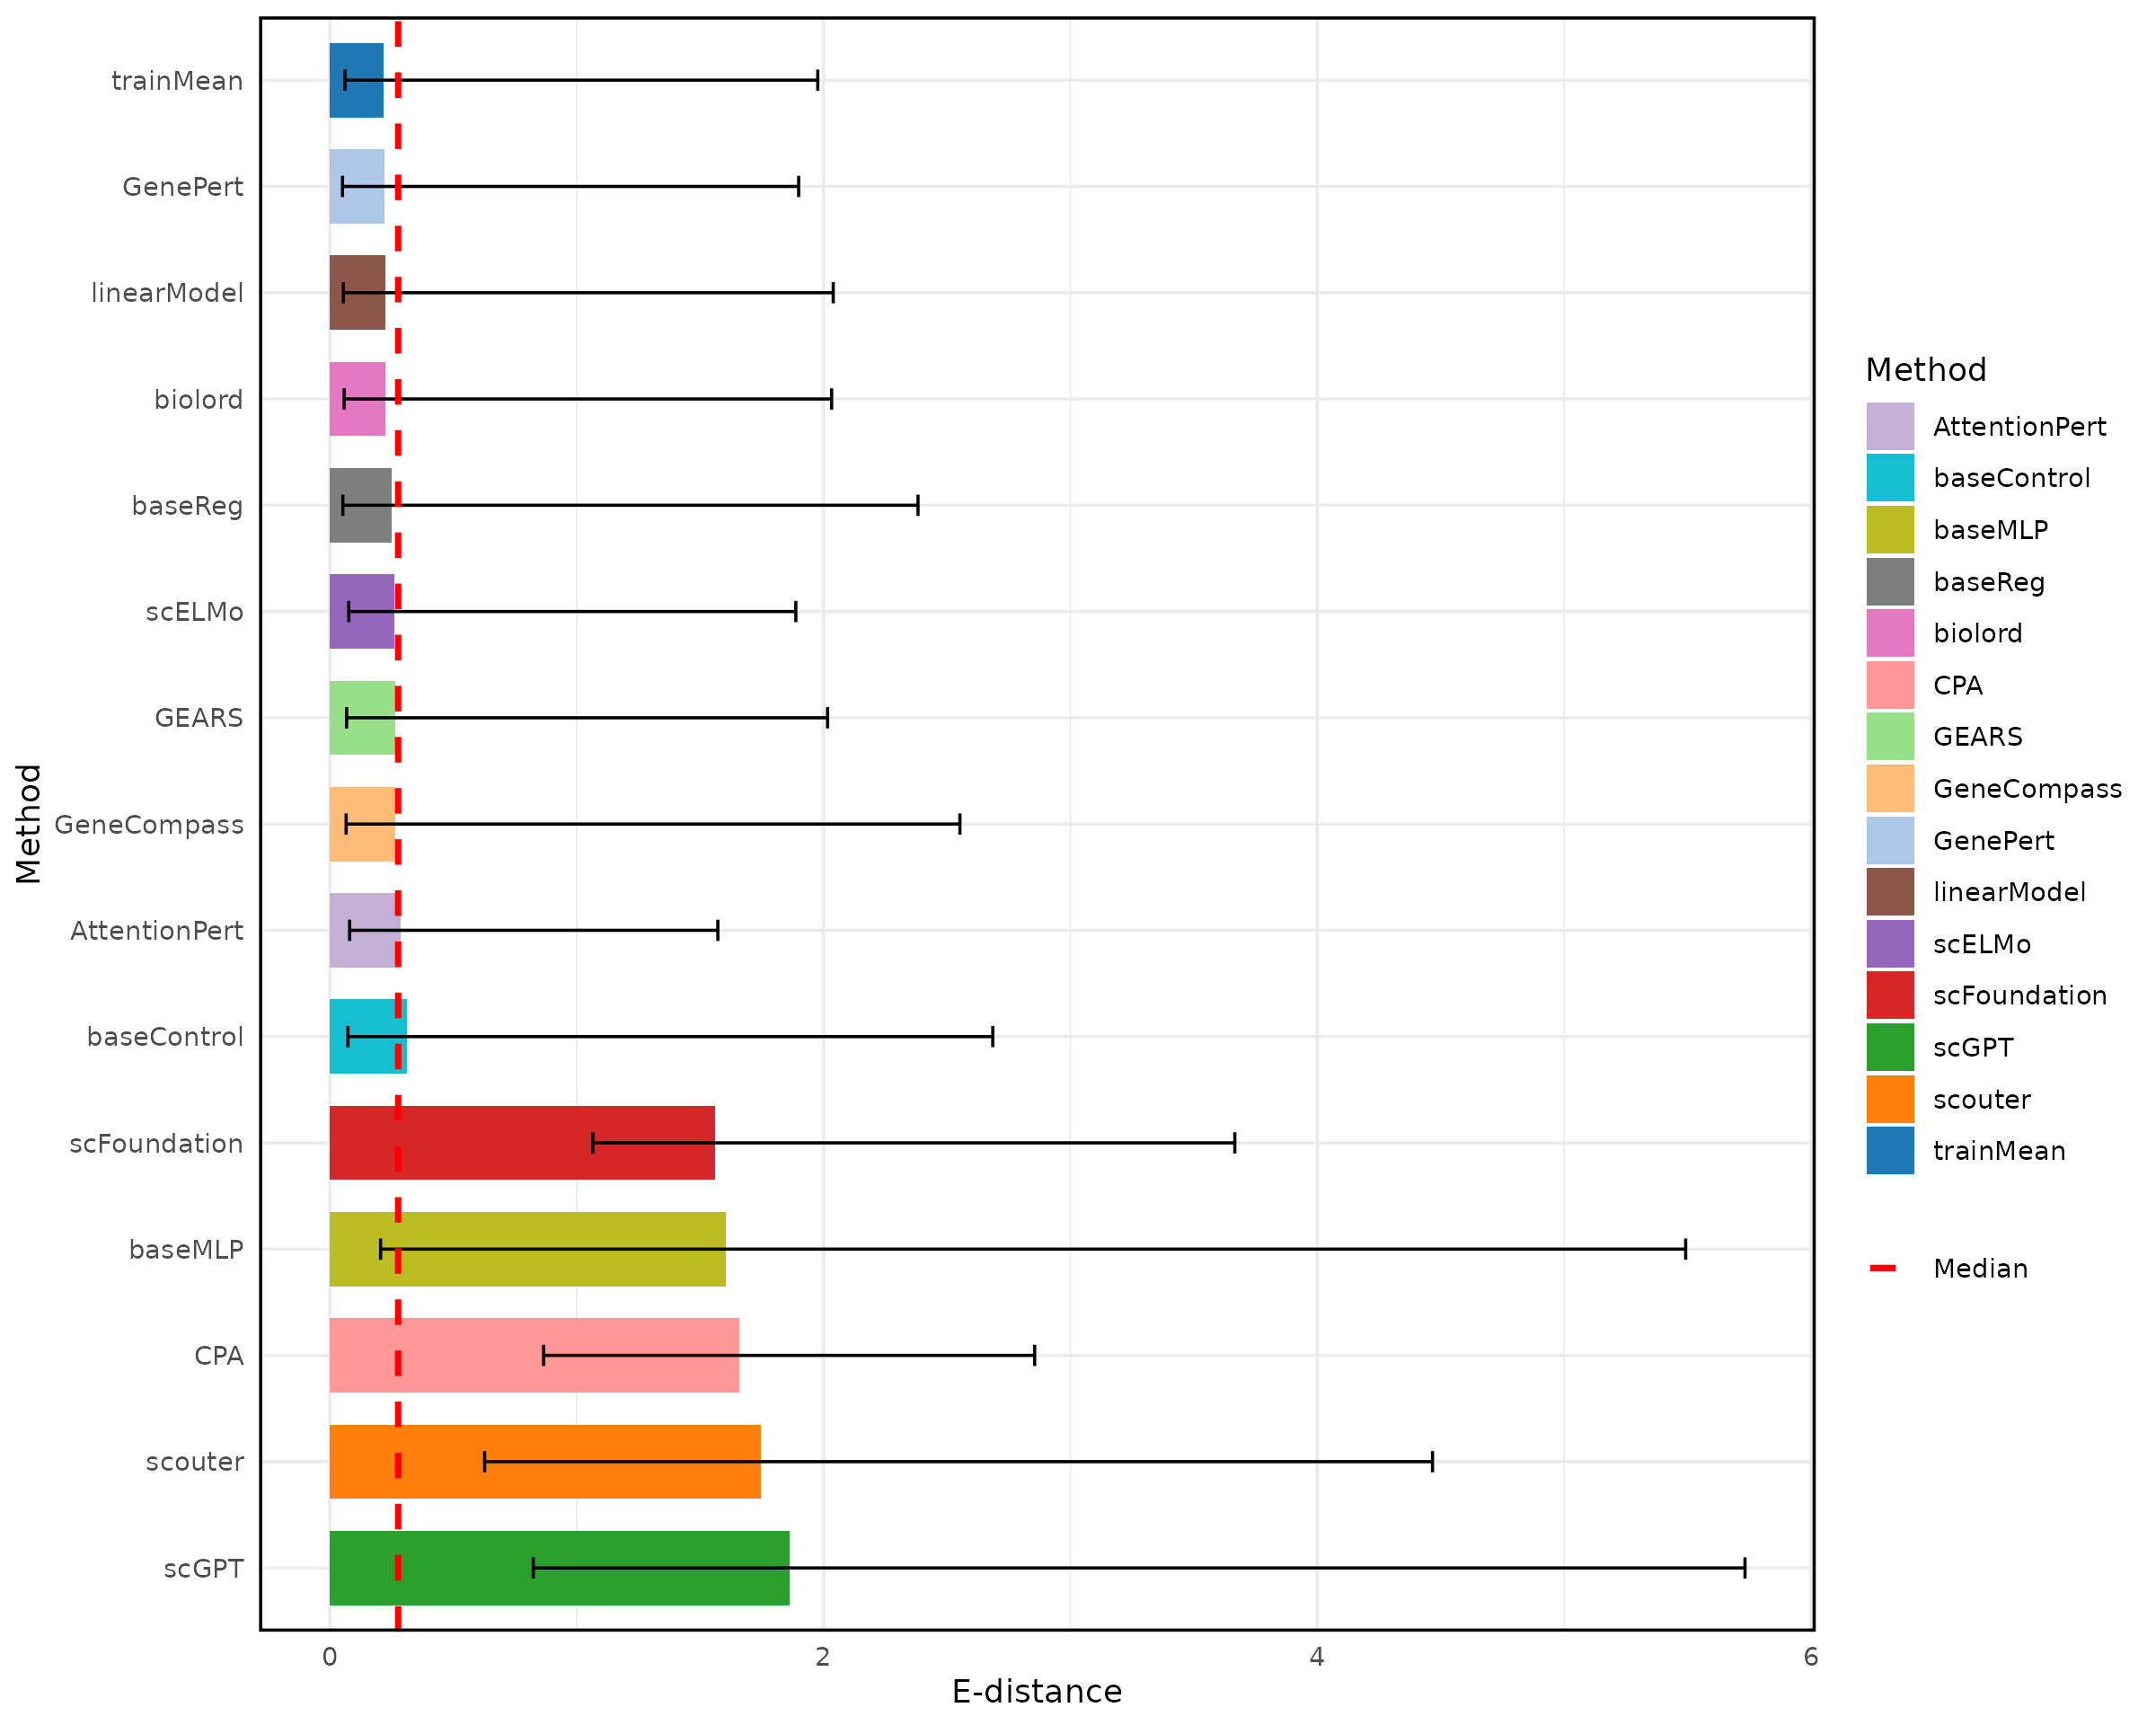 trainMean
GenePert
linearModel
biolord
baseReg
scELMo
GEARS
GeneCompass
AttentionPert
baseControl
scFoundation
baseMLP
CPA
scouter
scGPT
Method
0
2
4
6
E-distance
Method
AttentionPert
baseControl
baseMLP
baseReg
biolord
CPA
GEARS
GeneCompass
GenePert
linearModel
scELMo
scFoundation
scGPT
scouter
trainMean
Median